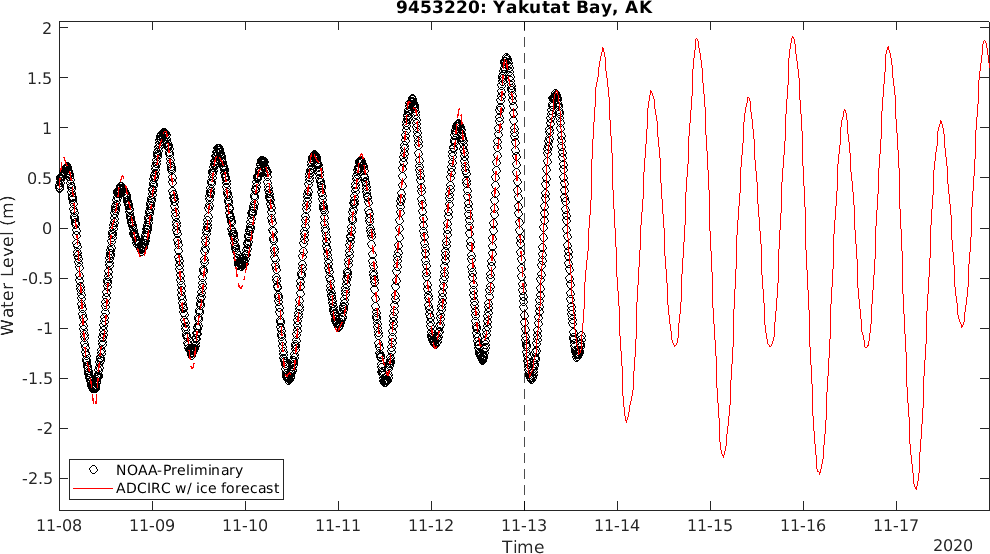 9453220: Yakutat Bay, AK
Water Level (m)
2
1.5
1
0.5
0
-0.5
-1
-1.5
-2
-2.5
NOAA-Preliminary
ADCIRC w/ ice forecast
11-08 11-09 11-10 11-11 11-12 11-13 11-14 11-15 11-16 11-17
Time
2020